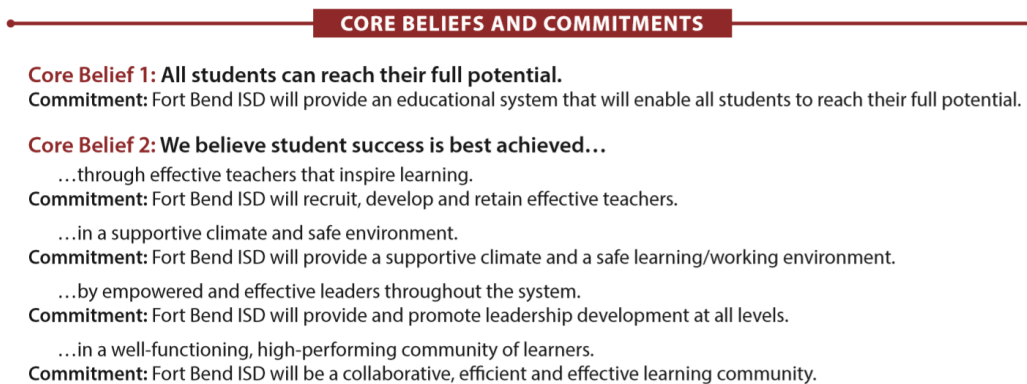 CORE BELIEFS AND COMMITMENTS
Core Belief 1: All students can reach their full potential.
Commitment: Fort Bend ISD will provide an educational system that will enable all students to reach their full potential.
Core Belief 2: We believe student success is best achieved…
…through effective teachers that inspire learning.
Commitment: Fort Bend ISD will recruit, develop and retain effective teachers.
…in a supportive climate and safe environment.
Commitment: Fort Bend ISD will provide a supportive climate and a safe learning/working environment.
…by empowered and effective leaders throughout the system.
Commitment: Fort Bend ISD will provide and promote leadership development at all levels.
…in a well-functioning, high-performing community of learners.
Commitment: Fort Bend ISD will be a collaborative, efficient and effective learning community.